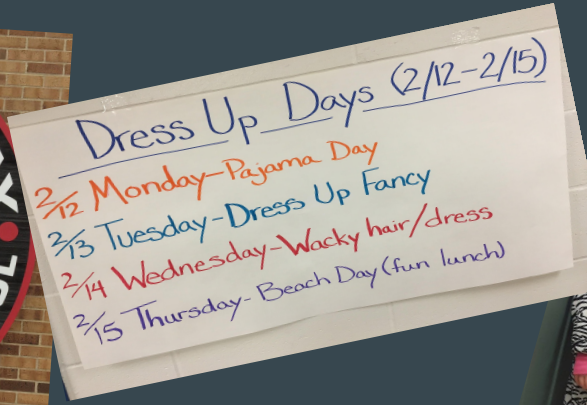 Dress Up Days (2/12-2/15)
2/12 Monday-Pajama Day
2/13 Tuesday-Dress Up Fancy
2/14 Wednesday-Wacky hair/dress
2/15 Thursday-Beach Day (fun lunch)